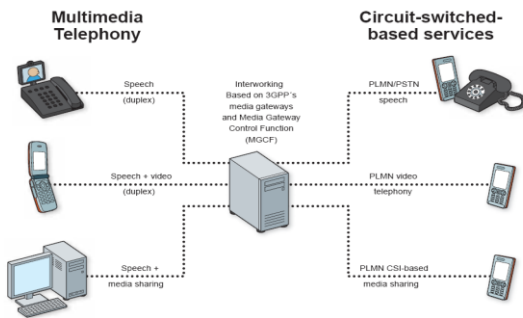 Multimedia
Telephony
Circuit-switched-
based services
Speech
(duplex)
Interworking
Based on 3GPP´s
media gateways
and Media Gateway
Control Function
(MGCF)
PLMN/PSTN
speech
Speech + video
(duplex)
PLMN video
telephony
Speech +
media sharing
PLMN CSI-based
media sharing